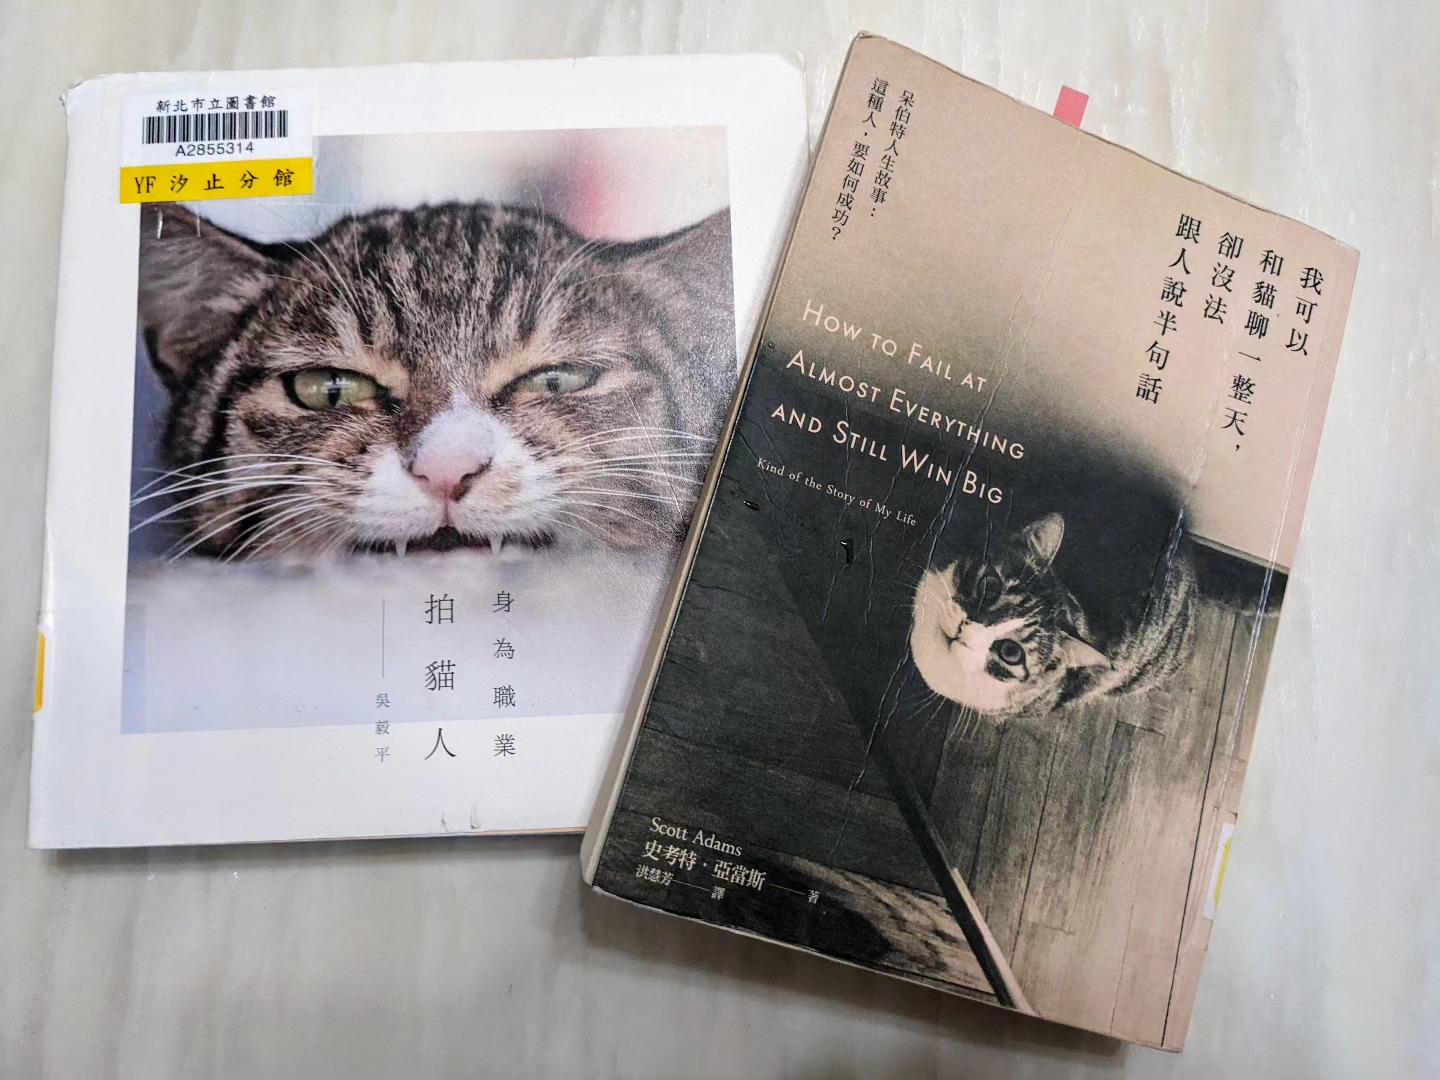 新北市立圖書館
A2855314
YF 汐止分館
身為職業
拍貓人
吳毅平
呆伯特人生故事：
這種人，要如何成功？
我可以
和貓聊一整天，
卻沒法
跟人說半句話
How to Fail at
Almost Everything
and Still Win Big
Kind of the Story of My Life
Scott Adams
史考特·亞當斯——著
洪慧芳——譯